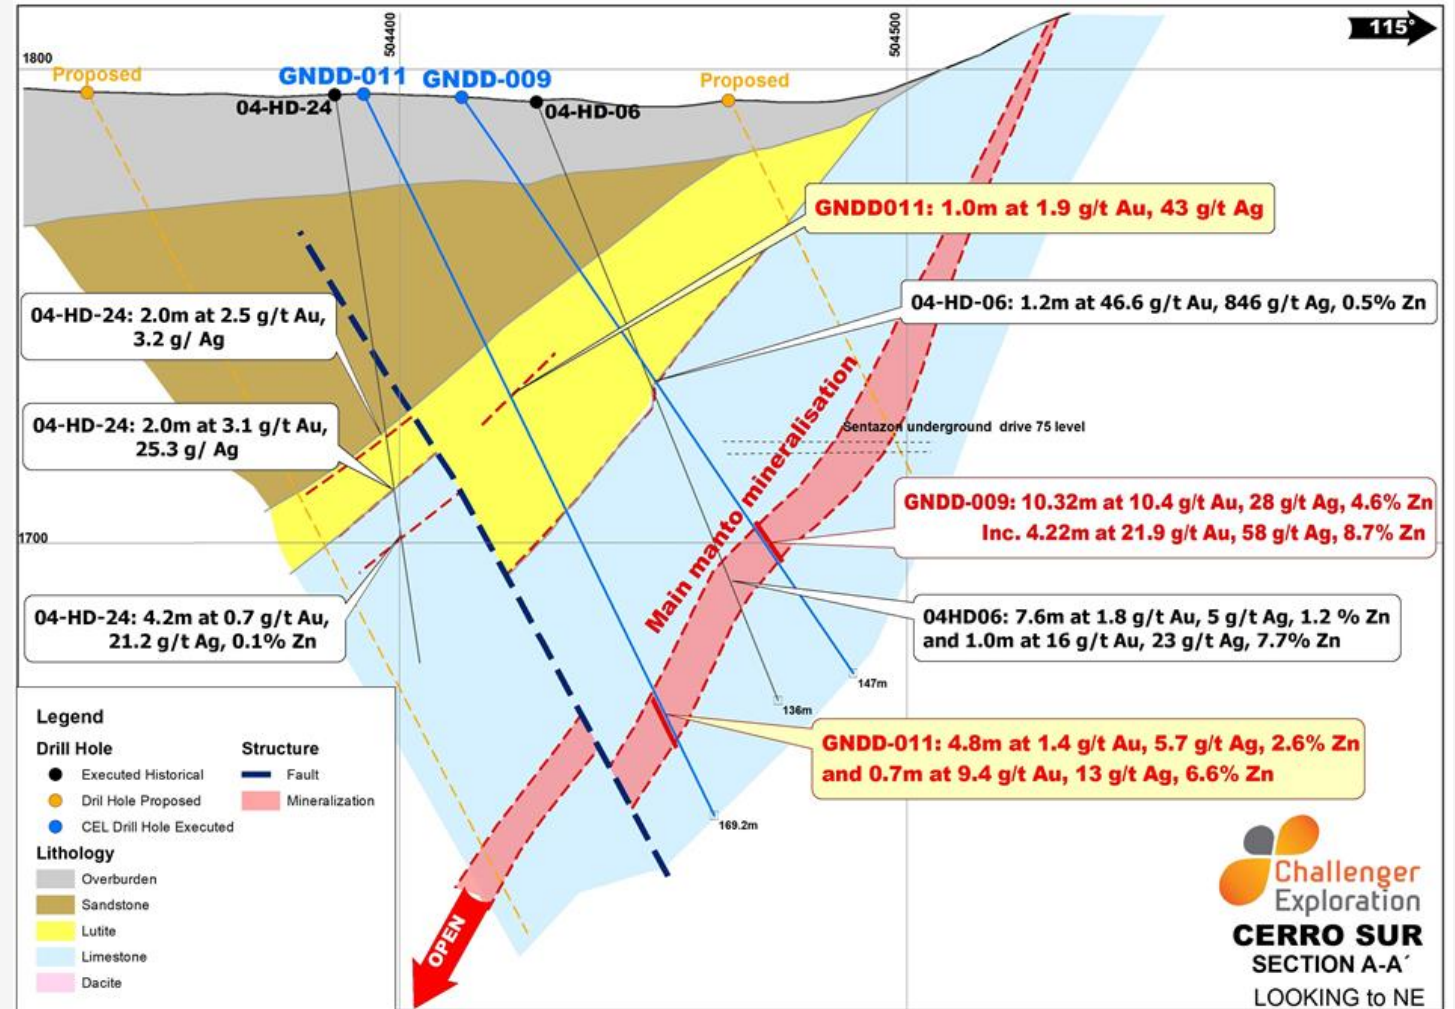 504400
504500
115°
1800
Proposed
GNDD-011
GNDD-009
Proposed
04-HD-24
04-HD-06
GNDD011: 1.0m at 1.9 g/t Au, 43 g/t Ag
04-HD-24: 2.0m at 2.5 g/t Au,
3.2 g/ Ag
04-HD-06: 1.2m at 46.6 g/t Au, 846 g/t Ag, 0.5% Zn
04-HD-24: 2.0m at 3.1 g/t Au,
25.3 g/ Ag
Main manto mineralisation
Sentazon underground drive 75 level
GNDD-009: 10.32m at 10.4 g/t Au, 28 g/t Ag, 4.6% Zn
Inc. 4.22m at 21.9 g/t Au, 58 g/t Ag, 8.7% Zn
1700
04-HD-24: 4.2m at 0.7 g/t Au,
21.2 g/t Ag, 0.1% Zn
04HD06: 7.6m at 1.8 g/t Au, 5 g/t Ag, 1.2 % Zn
and 1.0m at 16 g/t Au, 23 g/t Ag, 7.7% Zn
147m
136m
GNDD-011: 4.8m at 1.4 g/t Au, 5.7 g/t Ag, 2.6% Zn
and 0.7m at 9.4 g/t Au, 13 g/t Ag, 6.6% Zn
169.2m
OPEN
Legend
Drill Hole
Executed Historical
Dril Hole Proposed
CEL Drill Hole Executed
Structure
Fault
Mineralization
Lithology
Overburden
Sandstone
Lutite
Limestone
Dacite
Challenger
Exploration
CERRO SUR
SECTION A-A´
LOOKING to NE